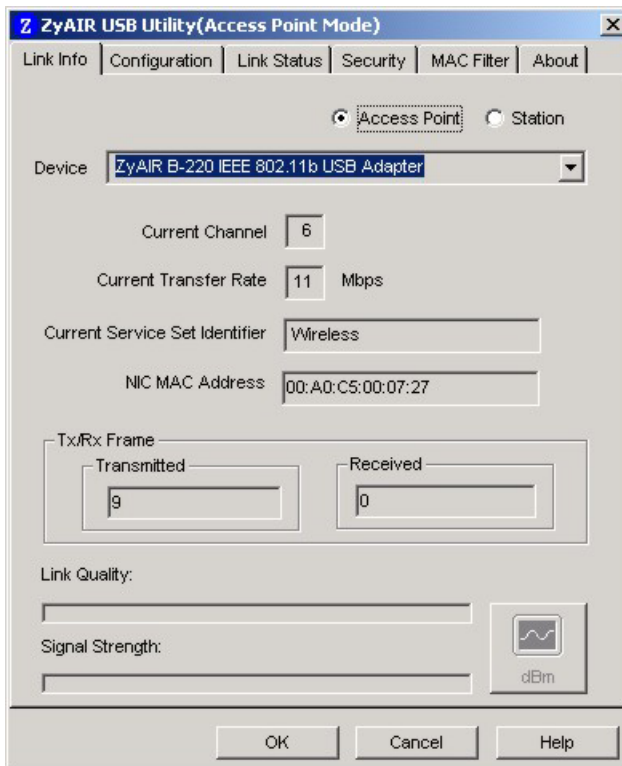 Z ZyAIR USB Utility(Access Point Mode)
Link Info Configuration Link Status Security MAC Filter About
Access Point Station
Device ZyAIR B-220 IEEE 802.11b USB Adapter
Current Channel 6
Current Transfer Rate 11 Mbps
Current Service Set Identifier Wireless
NIC MAC Address 00:A0:C5:00:07:27
Tx/Rx Frame
Transmitted Received
9 0
Link Quality:
Signal Strength:
dBm
OK Cancel Help